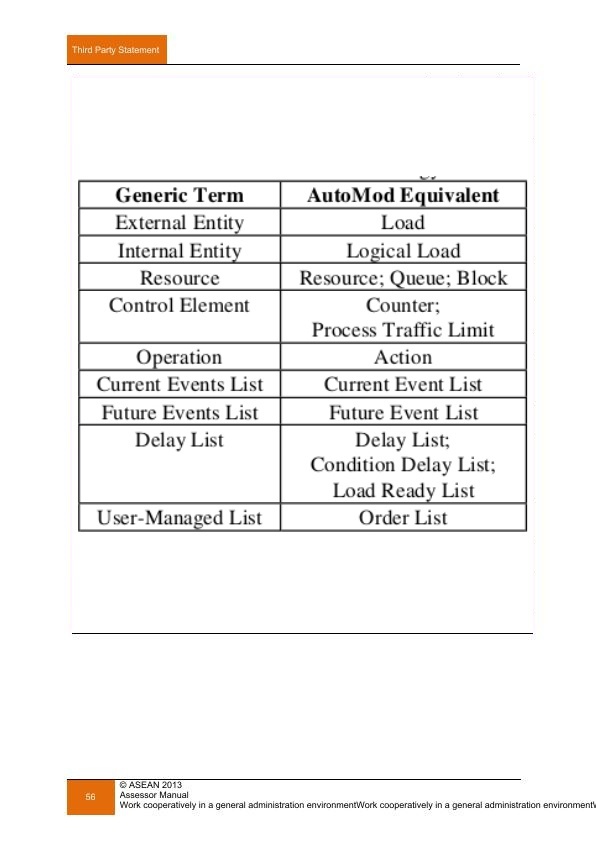 Third Party Statement
Generic Term AutoMod Equivalent
External Entity Load
Internal Entity Logical Load
Resource Resource; Queue; Block
Control Element Counter;
Process Traffic Limit
Operation Action
Current Events List Current Event List
Future Events List Future Event List
Delay List Delay List;
Condition Delay List;
Load Ready List
User-Managed List Order List
56
© ASEAN 2013
Assessor Manual
Work cooperatively in a general administration environmentWork cooperatively in a general administration environment